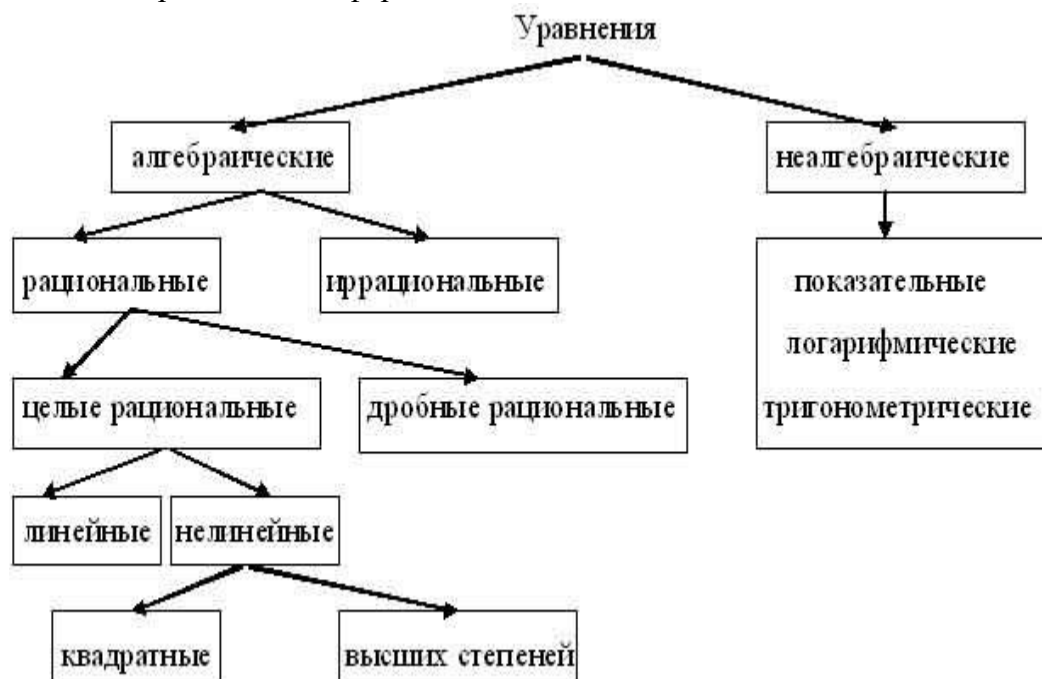 Уравнения
алгебраические
неалгебраические
рациональные
иррациональные
показательные
логарифмические
тригонометрические
целые рациональные
дробные рациональные
линейные
нелинейные
квадратные
высших степеней